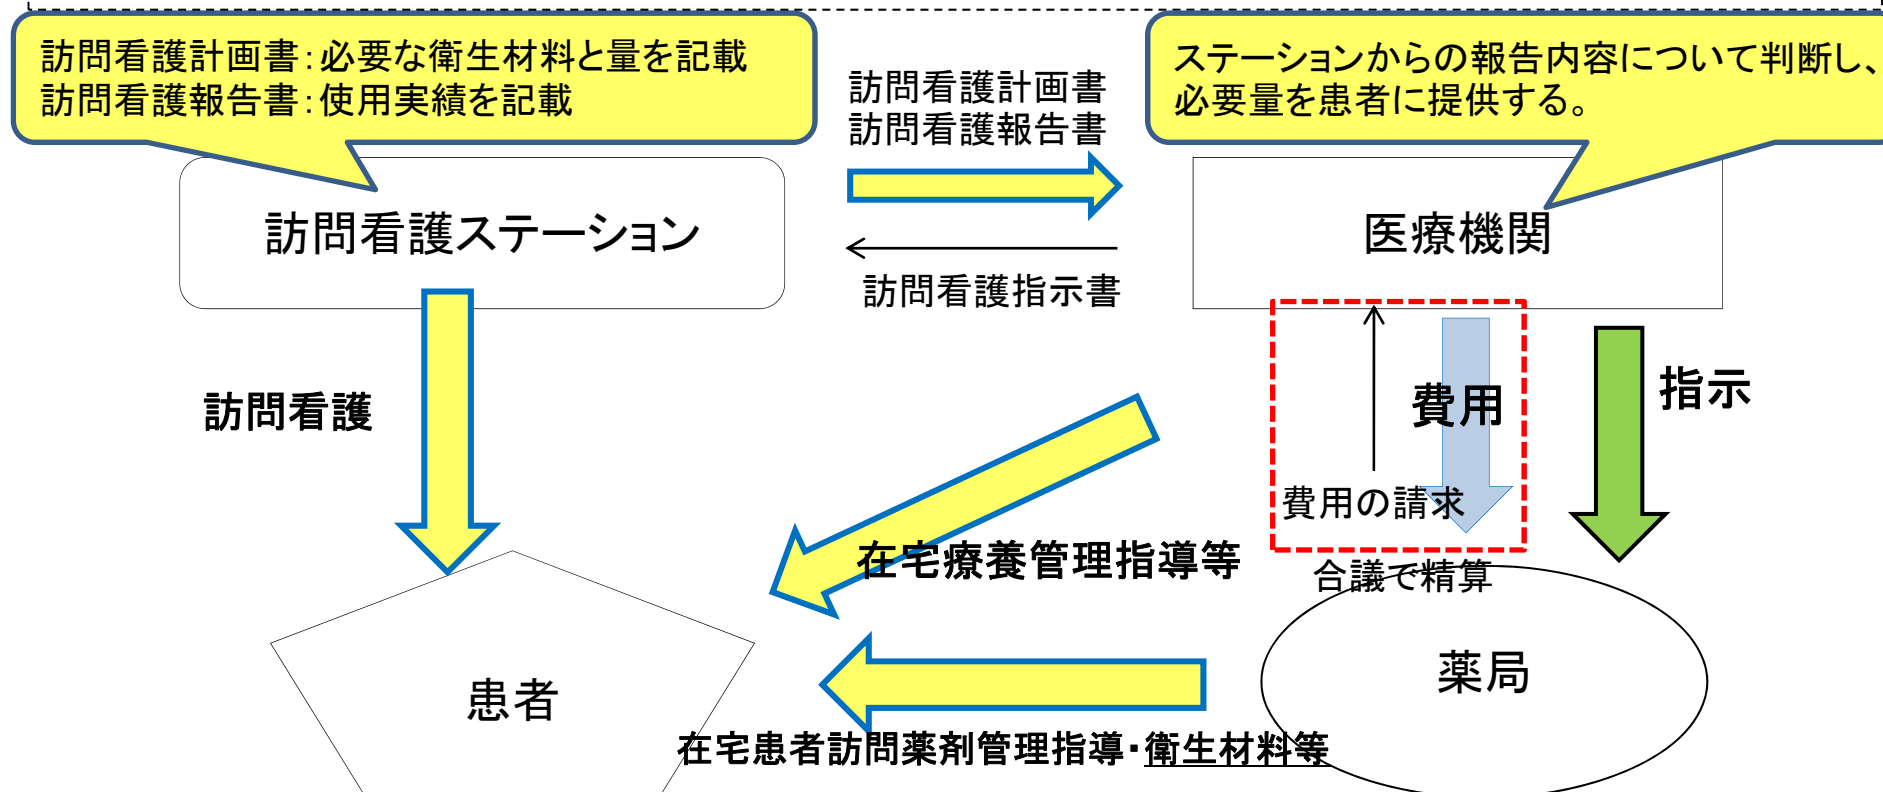 訪問看護計画書：必要な衛生材料と量を記載
訪問看護報告書：使用実績を記載
訪問看護計画書
訪問看護報告書
ステーションからの報告内容について判断し、
必要量を患者に提供する。
訪問看護ステーション
医療機関
訪問看護指示書
訪問看護
費用
指示
費用の請求
在宅療養管理指導等
合議で精算
薬局
患者
在宅患者訪問薬剤管理指導・衛生材料等